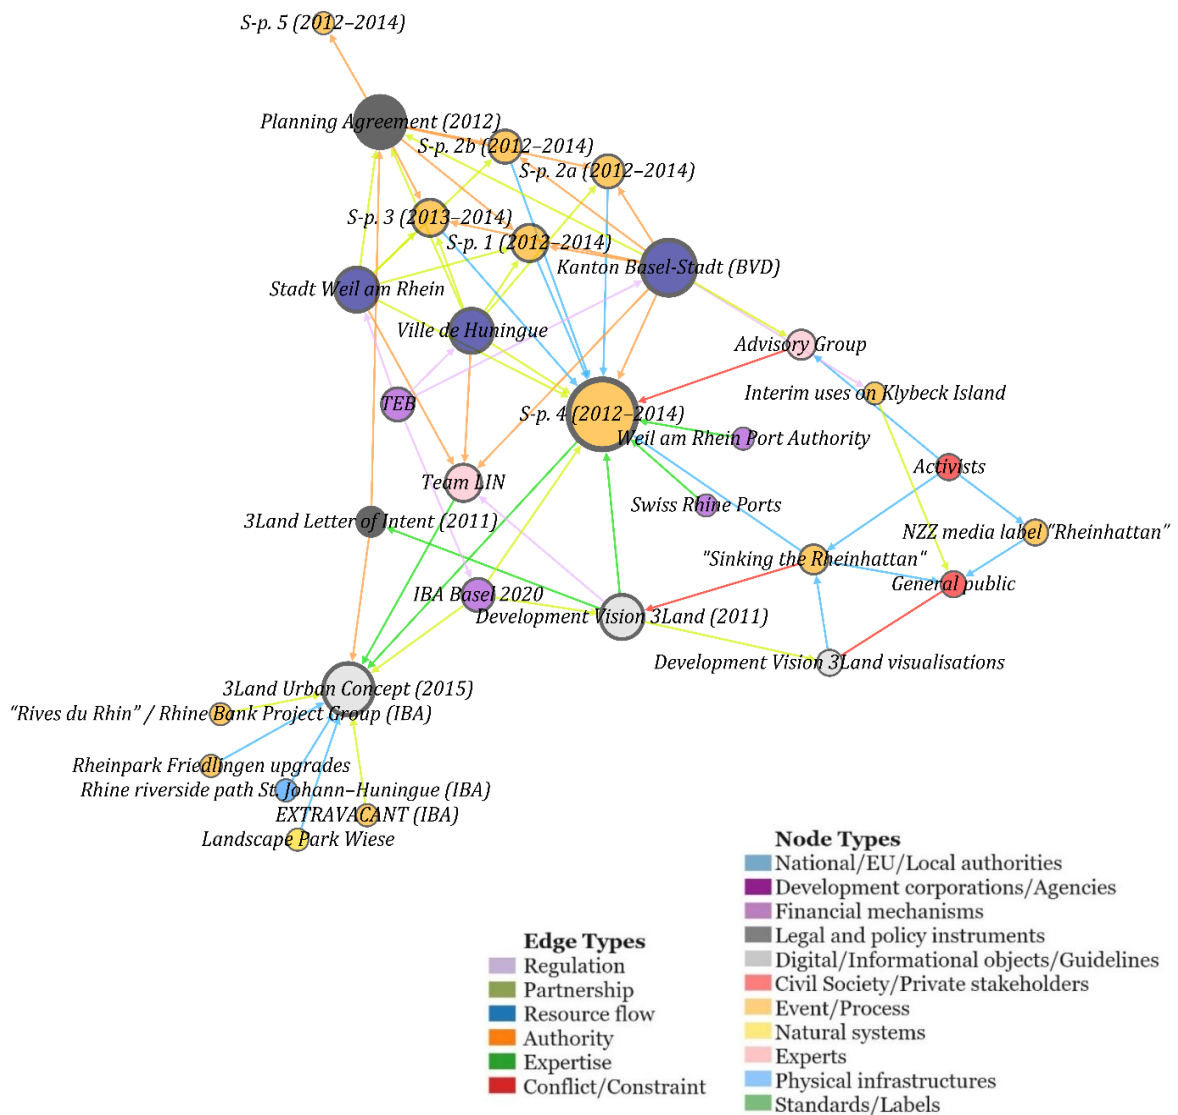 S-p. 5 (2012–2014)
Planning Agreement (2012)
S-p. 2b (2012–2014)
S-p. 2a (2012–2014)
S-p. 3 (2013–2014)
S-p. 1 (2012–2014)
Kanton Basel-Stadt (BVD)
Stadt Weil am Rhein
Ville de Huningue
Advisory Group
Interim uses on Klybeck Island
TEB
S-p. 4 (2012–2014)
Weil am Rhein Port Authority
Activists
Team LIN
Swiss Rhine Ports
3Land Letter of Intent (2011)
NZZ media label “Rheinhattan”
"Sinking the Rheinhattan"
General public
IBA Basel 2020
Development Vision 3Land (2011)
Development Vision 3Land visualisations
3Land Urban Concept (2015)
“Rives du Rhin” / Rhine Bank Project Group (IBA)
Rheinpark Friedlingen upgrades
Rhine riverside path St. Johann–Huningue (IBA)
EXTRAVACANT (IBA)
Landscape Park Wiese
Edge Types
Regulation
Partnership
Resource flow
Authority
Expertise
Conflict/Constraint
Node Types
National/EU/Local authorities
Development corporations/Agencies
Financial mechanisms
Legal and policy instruments
Digital/Informational objects/Guidelines
Civil Society/Private stakeholders
Event/Process
Natural systems
Experts
Physical infrastructures
Standards/Labels